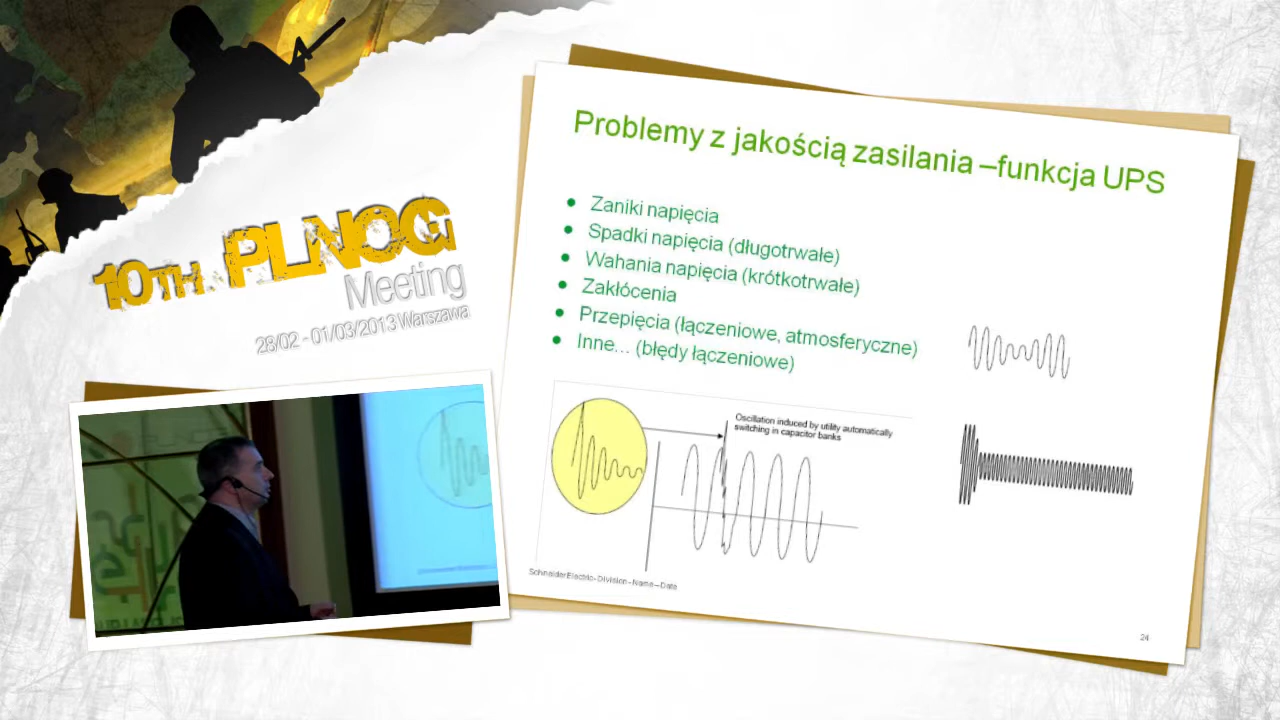 10TH. PLNOG
Meeting
28/02 - 01/03/2013 Warszawa
Problemy z jakością zasilania –funkcja UPS
Zaniki napięcia
Spadki napięcia (długotrwałe)
Wahania napięcia (krótkotrwałe)
Zakłócenia
Przepięcia (łączeniowe, atmosferyczne)
Inne... (błędy łączeniowe)
Oscillation induced by utility automatically
switching in capacitor banks
Schneider Electric - Division - Name – Date
24